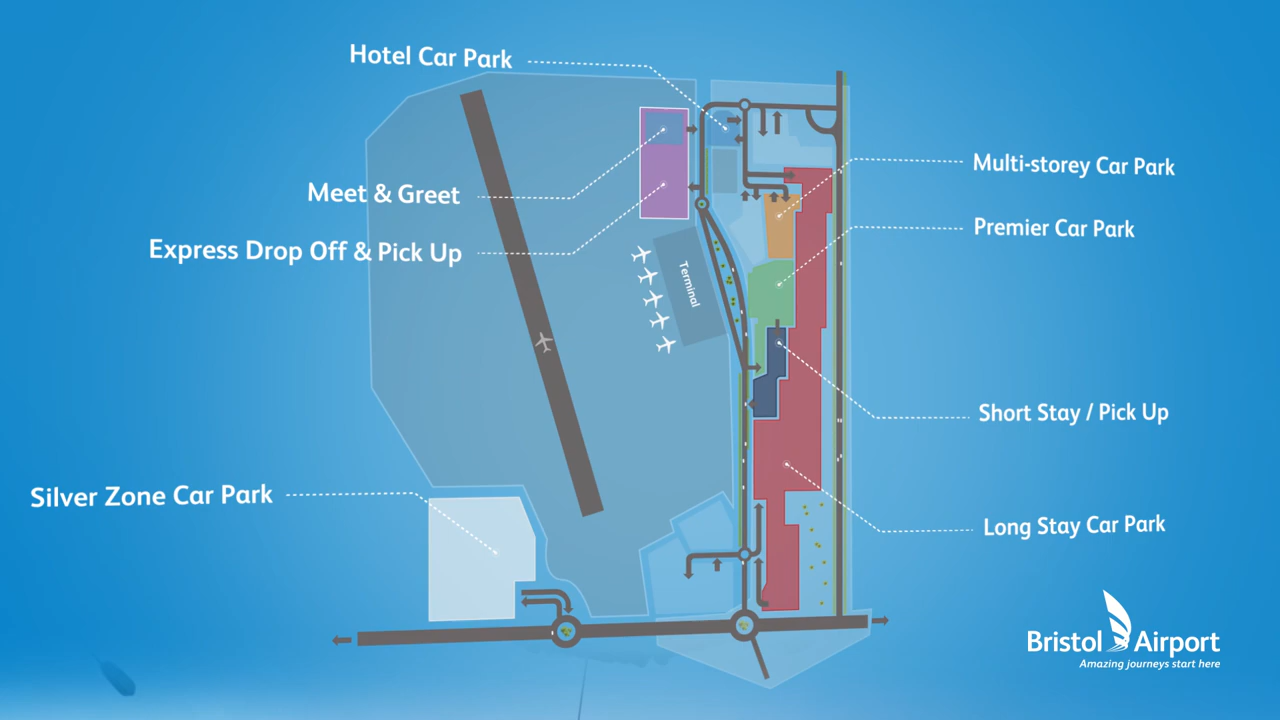 Hotel Car Park
Meet & Greet
Express Drop Off & Pick Up
Silver Zone Car Park
Terminal
Multi-storey Car Park
Premier Car Park
Short Stay / Pick Up
Long Stay Car Park
Bristol Airport
Amazing journeys start here